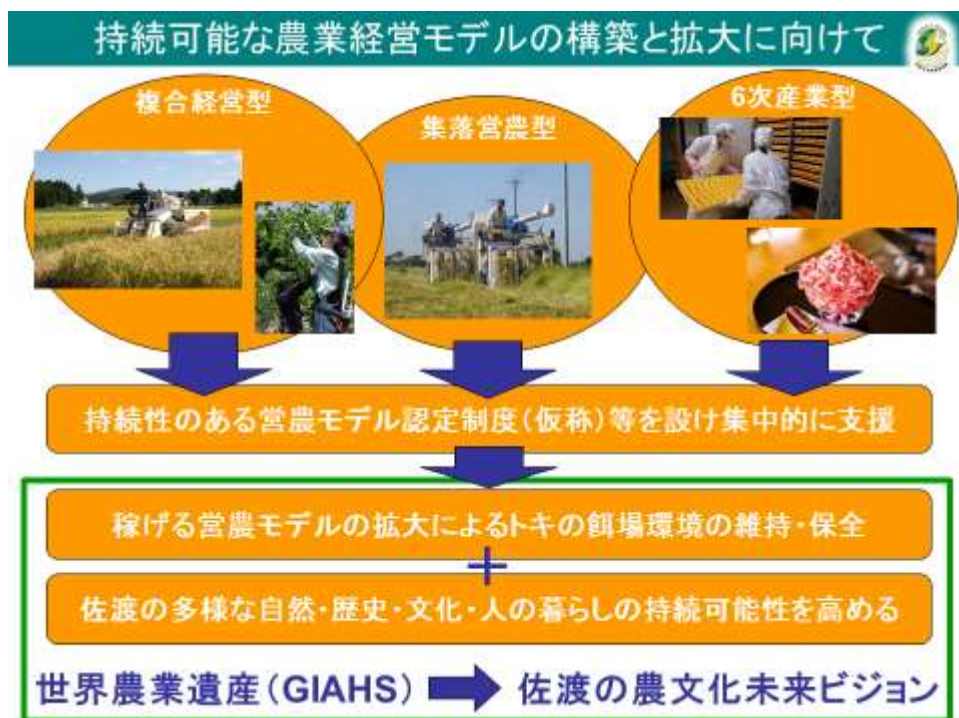 持続可能な農業経営モデルの構築と拡大に向けて
複合経営型
集落営農型
6次産業型
持続性のある営農モデル認定制度(仮称)等を設け集中的に支援
稼げる営農モデルの拡大によるトキの餌場環境の維持・保全
+
佐渡の多様な自然・歴史・文化・人の暮らしの持続可能性を高める
世界農業遺産(GIAHS) 佐渡の農文化未来ビジョン